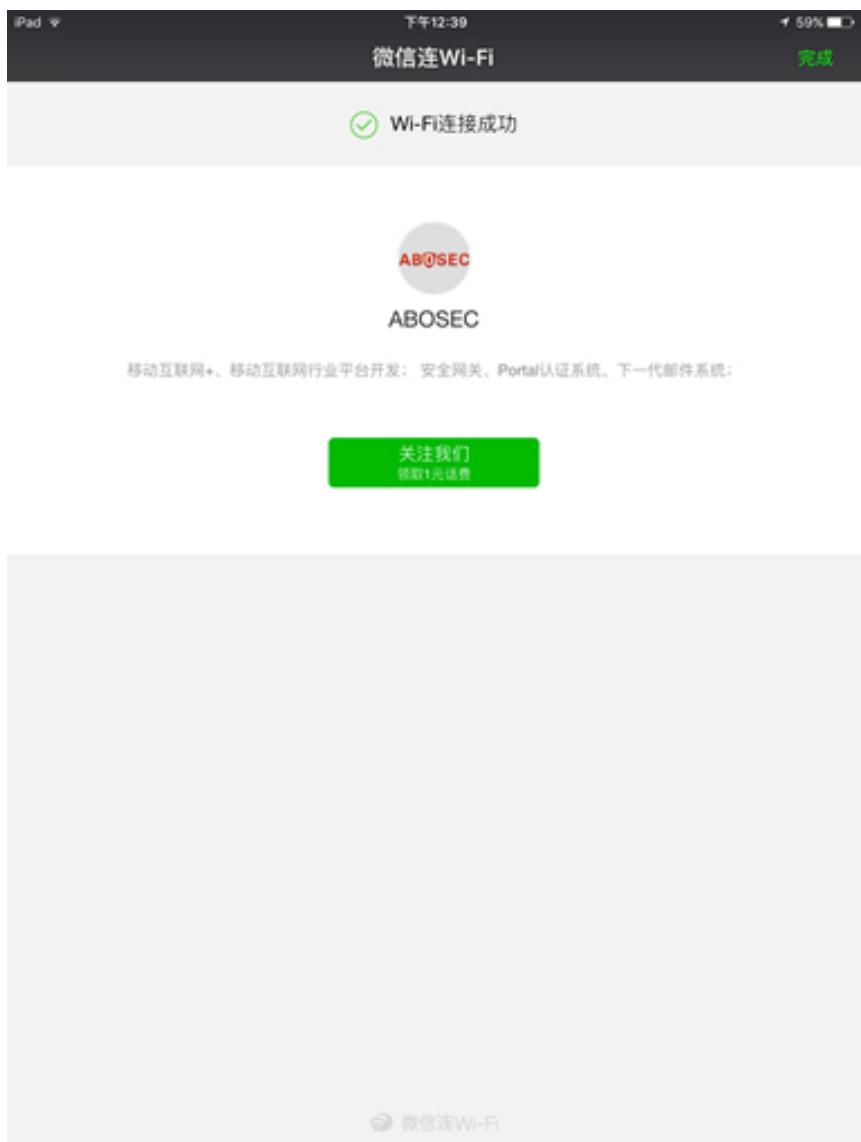 iPad 下午12:39 59%
微信连Wi-Fi 完成
Wi-Fi连接成功
ABOSEC
ABOSEC
移动互联网+、移动互联网行业平台开发； 安全网关、Portal认证系统、下一代邮件系统；
关注我们
领取1元话费
微信连Wi-Fi